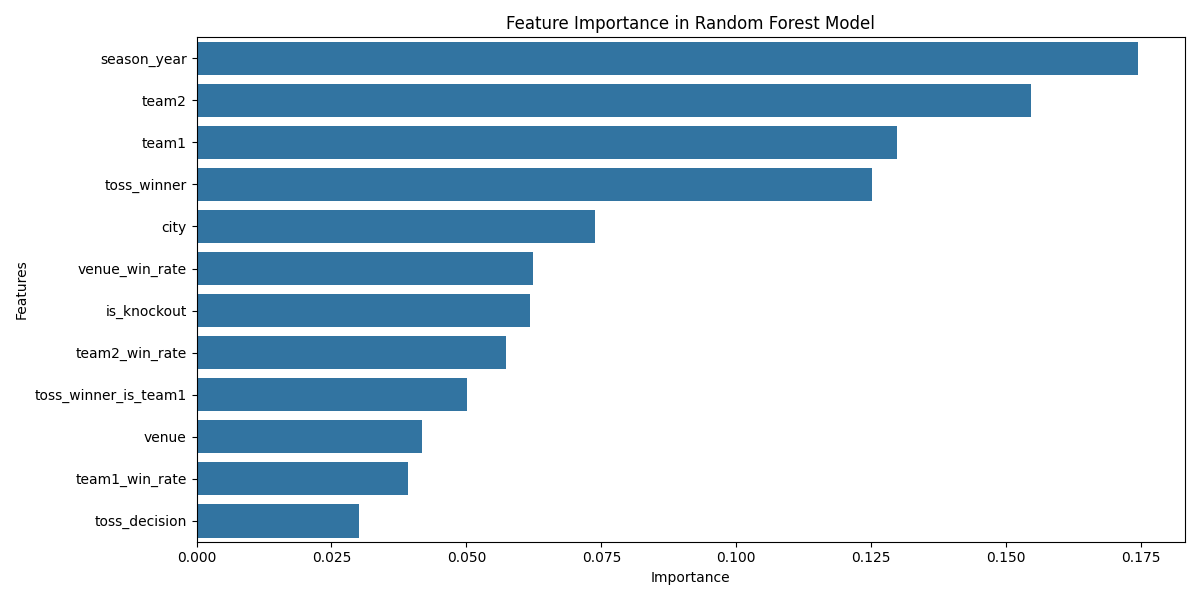 Feature Importance in Random Forest Model
Features
season_year
team2
team1
toss_winner
city
venue_win_rate
is_knockout
team2_win_rate
toss_winner_is_team1
venue
team1_win_rate
toss_decision
0.000 0.025 0.050 0.075 0.100 0.125 0.150 0.175
Importance